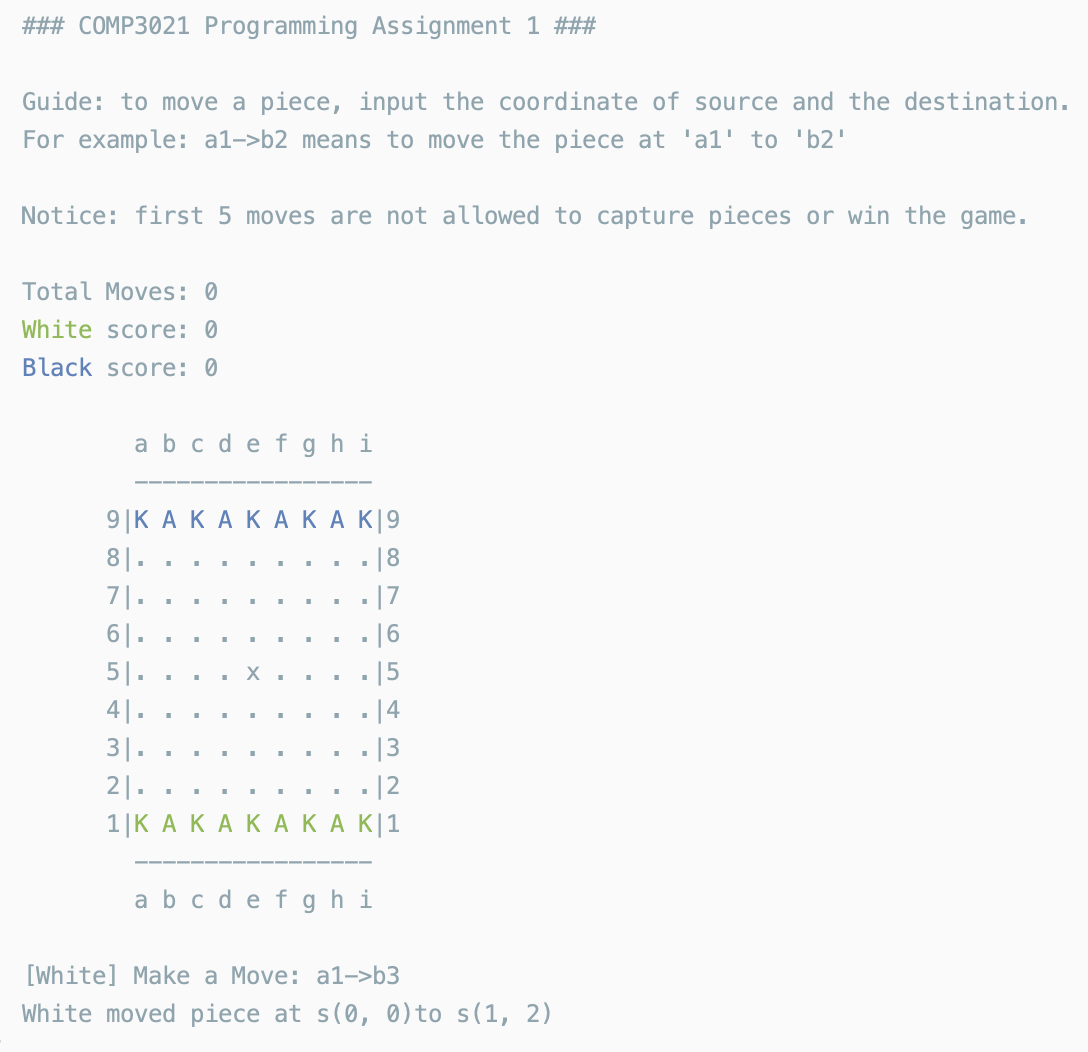 ### COMP3021 Programming Assignment 1 ###
Guide: to move a piece, input the coordinate of source and the destination.
For example: a1->b2 means to move the piece at 'a1' to 'b2'
Notice: first 5 moves are not allowed to capture pieces or win the game.
Total Moves: 0
White score: 0
Black score: 0
a b c d e f g h i
-----------------
9|K A K A K A K A K|9
8|. . . . . . . . .|8
7|. . . . . . . . .|7
6|. . . . . . . . .|6
5|. . . . x . . . .|5
4|. . . . . . . . .|4
3|. . . . . . . . .|3
2|. . . . . . . . .|2
1|K A K A K A K A K|1
-----------------
a b c d e f g h i
[White] Make a Move: a1->b3
White moved piece at s(0, 0)to s(1, 2)